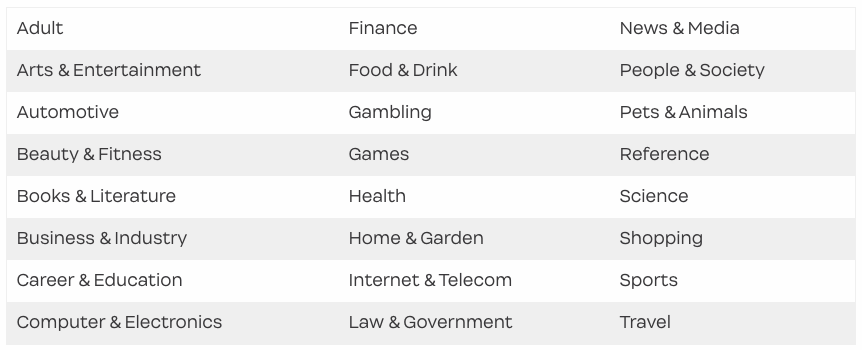 Adult Finance News & Media
Arts & Entertainment Food & Drink People & Society
Automotive Gambling Pets & Animals
Beauty & Fitness Games Reference
Books & Literature Health Science
Business & Industry Home & Garden Shopping
Career & Education Internet & Telecom Sports
Computer & Electronics Law & Government Travel